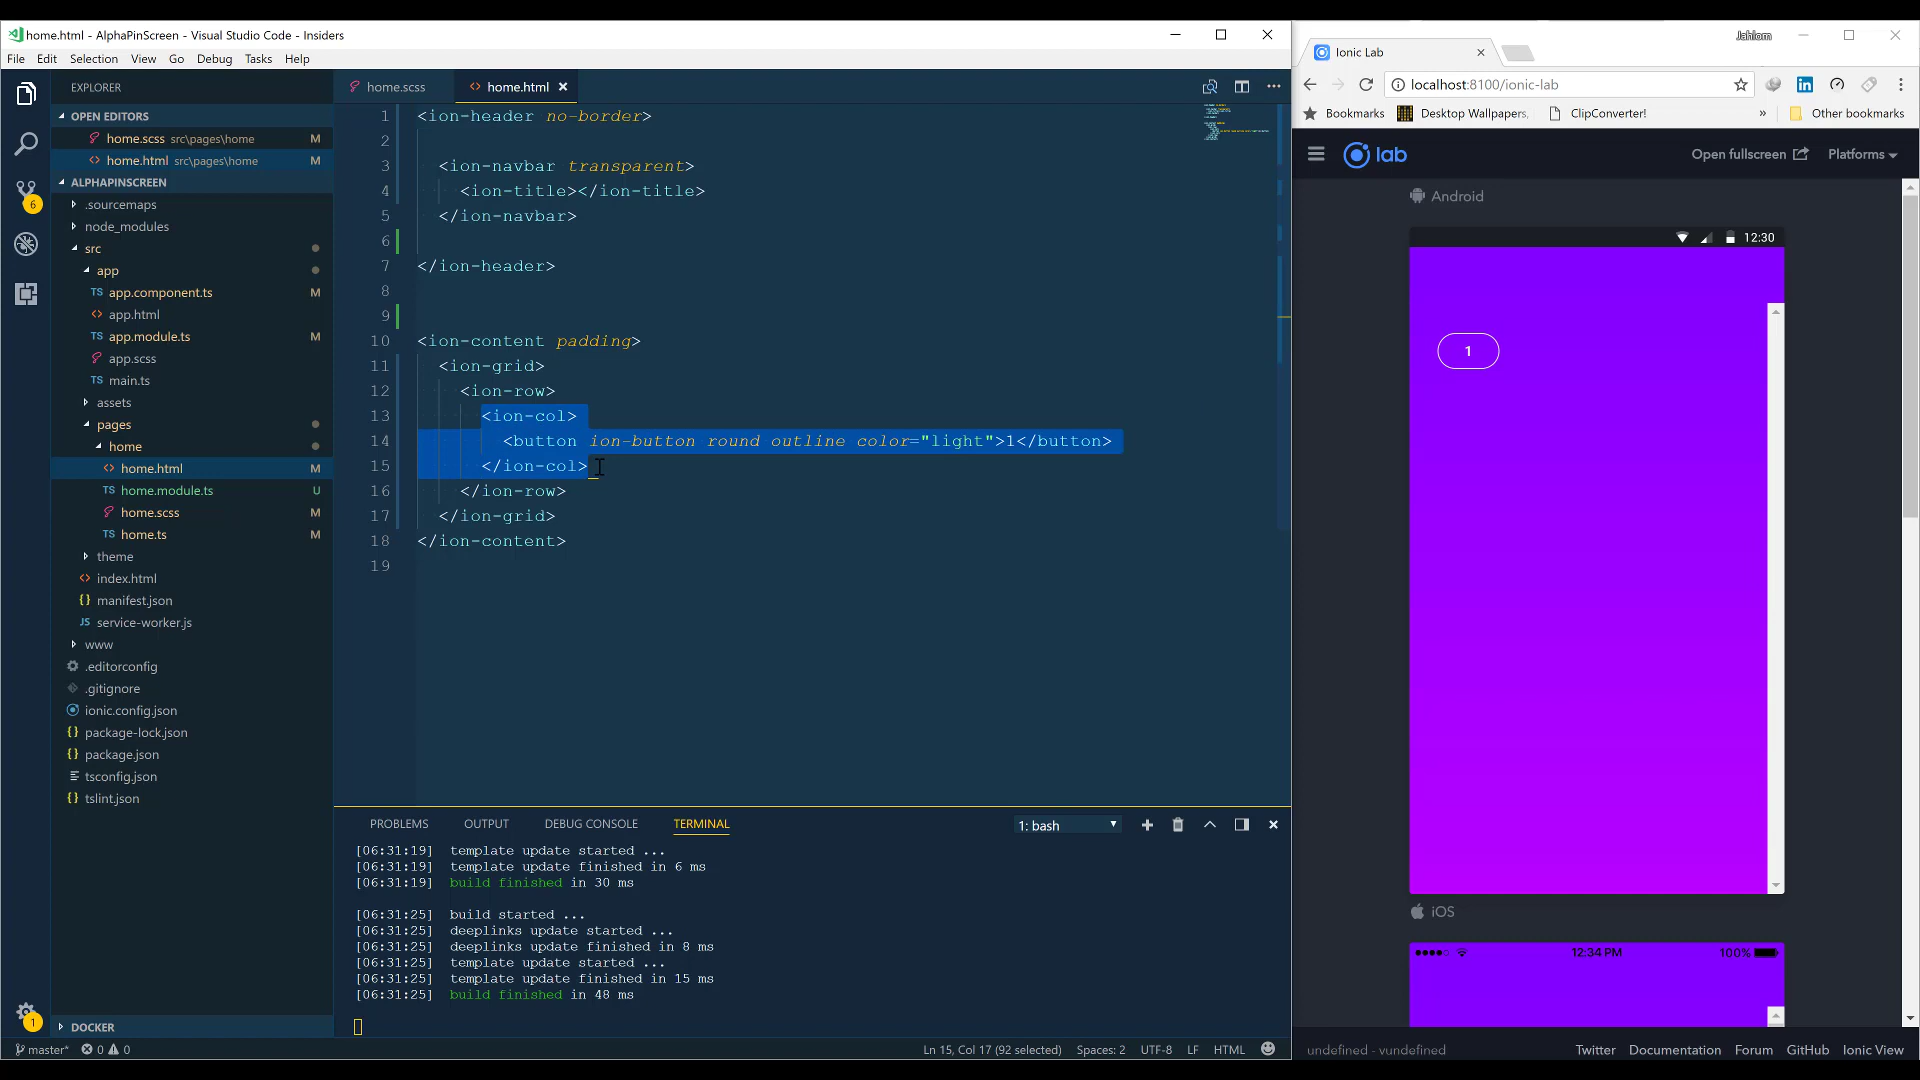 home.html - AlphaPinScreen - Visual Studio Code - Insiders
File Edit Selection View Go Debug Tasks Help
EXPLORER
OPEN EDITORS
home.scss src\pages\home M
home.html src\pages\home M
ALPHAPINSCREEN
.sourcemaps
node_modules
src
app
TS app.component.ts M
app.html
TS app.module.ts M
app.scss
TS main.ts
assets
pages
home
home.html M
TS home.module.ts U
home.scss M
TS home.ts M
theme
index.html
{} manifest.json
JS service-worker.js
www
.editorconfig
.gitignore
ionic.config.json
{} package-lock.json
{} package.json
tsconfig.json
{} tslint.json
DOCKER
6
1
home.scss
home.html
1 <ion-header no-border>
2
3 <ion-navbar transparent>
4 <ion-title></ion-title>
5 </ion-navbar>
6
7 </ion-header>
8
9
10 <ion-content padding>
11 <ion-grid>
12 <ion-row>
13 <ion-col>
14 <button ion-button round outline color="light">1</button>
15 </ion-col>
16 </ion-row>
17 </ion-grid>
18 </ion-content>
19
PROBLEMS OUTPUT DEBUG CONSOLE TERMINAL 1: bash
[06:31:19] template update started ...
[06:31:19] template update finished in 6 ms
[06:31:19] build finished in 30 ms
[06:31:25] build started ...
[06:31:25] deeplinks update started ...
[06:31:25] deeplinks update finished in 8 ms
[06:31:25] template update started ...
[06:31:25] template update finished in 15 ms
[06:31:25] build finished in 48 ms
master* 0 0 Ln 15, Col 17 (92 selected) Spaces: 2 UTF-8 LF HTML
Jahlom
Ionic Lab
localhost:8100/ionic-lab
Bookmarks Desktop Wallpapers, ClipConverter! » Other bookmarks
lab Open fullscreen Platforms
Android
12:30
1
iOS
12:34 PM 100%
undefined - vundefined Twitter Documentation Forum GitHub Ionic View